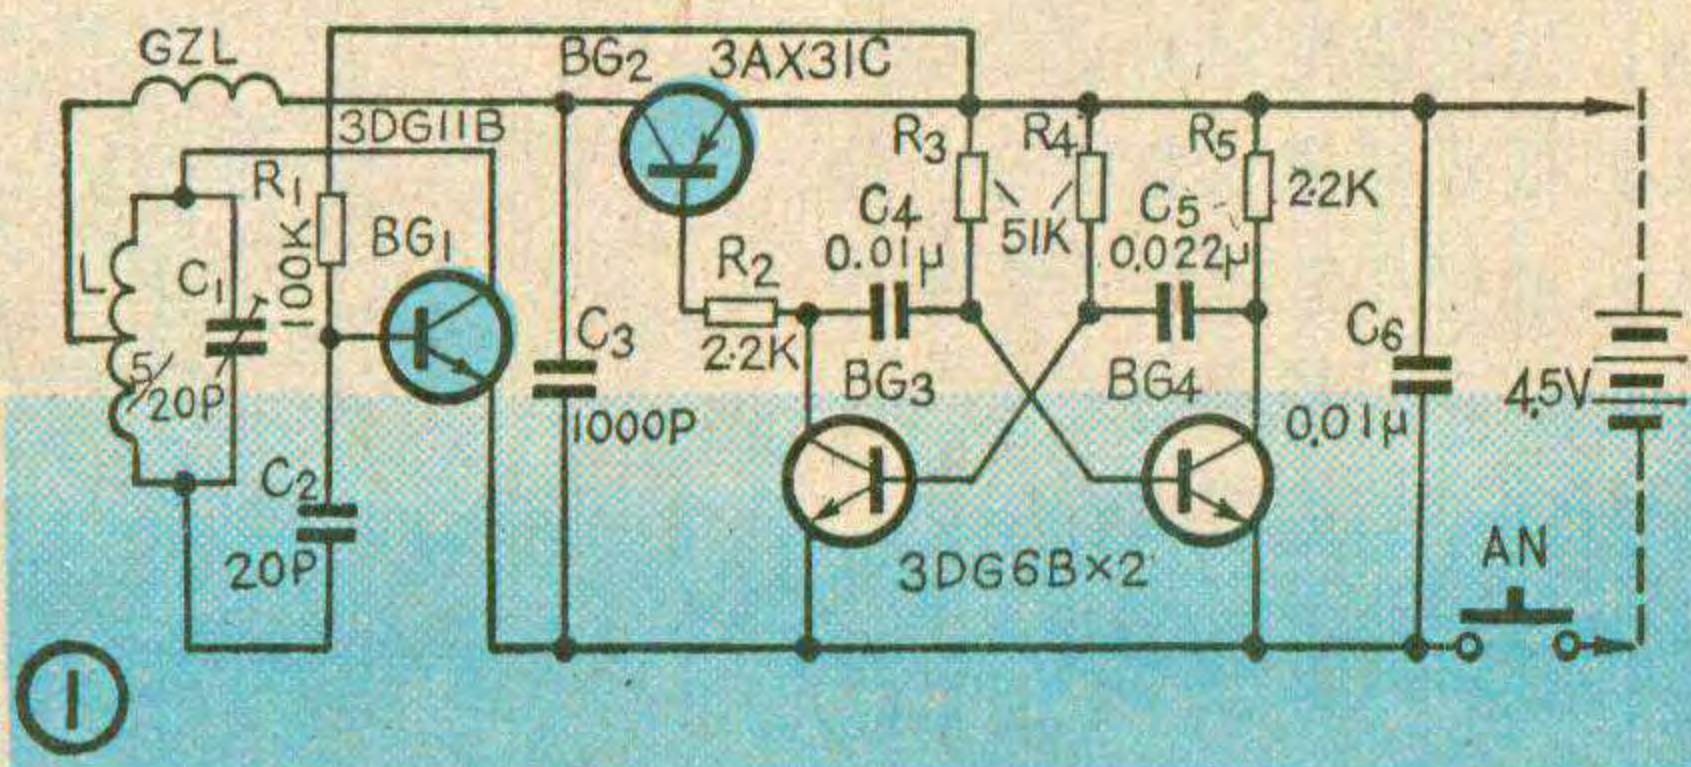 GZL
BG2 3AX31C
3DG11B
R1
100K
BG1
L
C1
5/20P
C2
20P
C3
1000P
R2
2.2K
C4
0.01μ
R3
R4
51K
C5
0.022μ
R5
2.2K
BG3
BG4
3DG6B×2
C6
0.01μ
4.5V
AN
1